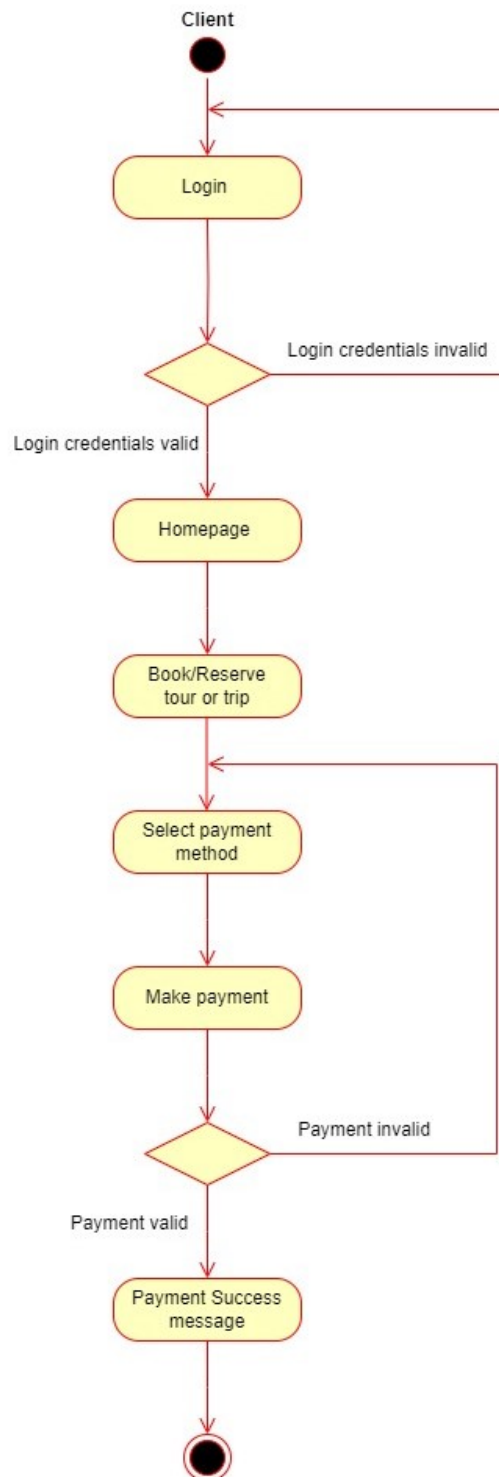 Client
Login
Login credentials invalid
Login credentials valid
Homepage
Book/Reserve
tour or trip
Select payment
method
Make payment
Payment invalid
Payment valid
Payment Success
message